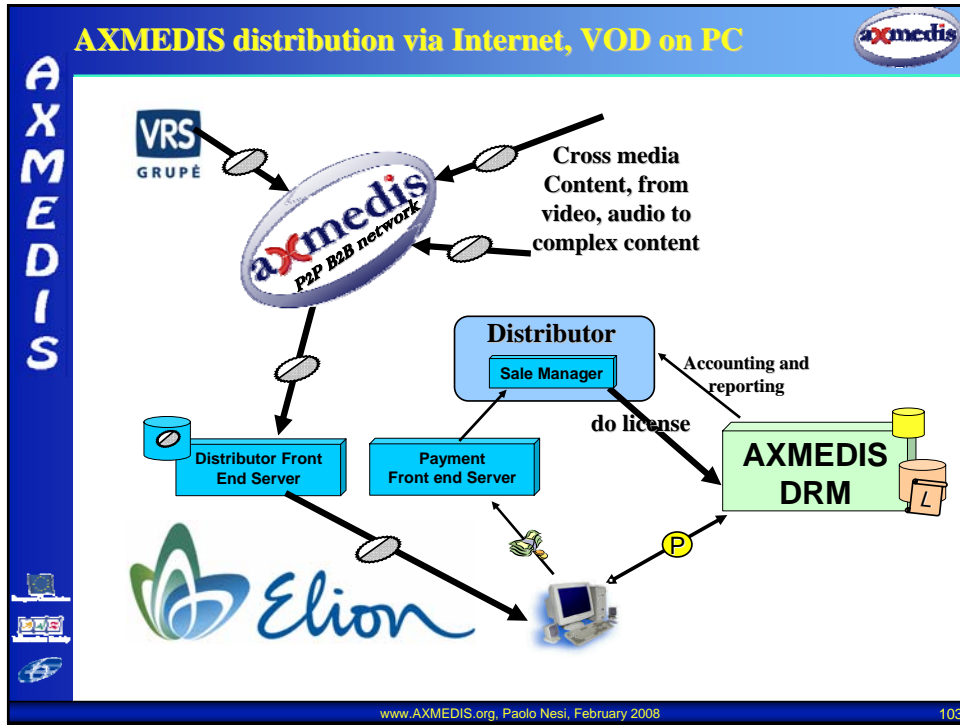 AXMEDIS distribution via Internet, VOD on PC
axmedis
AXMEDIS
VRS
GRUPĖ
axmedis
P2P B2B network
Cross media
Content, from
video, audio to
complex content
Distributor
Sale Manager
Accounting and
reporting
do license
Distributor Front
End Server
Payment
Front end Server
AXMEDIS
DRM
L
P
Elion
www.AXMEDIS.org, Paolo Nesi, February 2008
103